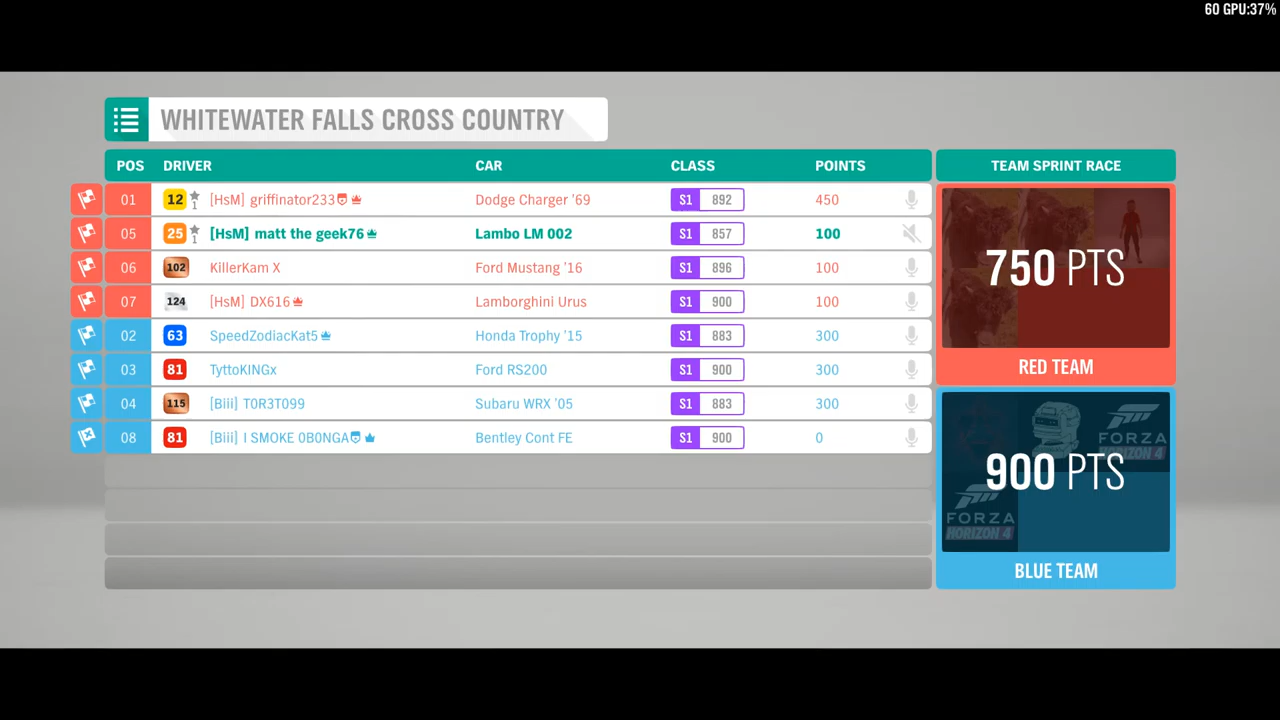 60 GPU:37%
WHITEWATER FALLS CROSS COUNTRY
POS DRIVER CAR CLASS POINTS
01 12 1 [HsM] griffinator233 Dodge Charger '69 S1 892 450
05 25 1 [HsM] matt the geek76 Lambo LM 002 S1 857 100
06 102 KillerKam X Ford Mustang '16 S1 896 100
07 124 [HsM] DX616 Lamborghini Urus S1 900 100
02 63 SpeedZodiacKat5 Honda Trophy '15 S1 883 300
03 81 TyttoKINGx Ford RS200 S1 900 300
04 115 [Biii] T0R3T099 Subaru WRX '05 S1 883 300
08 81 [Biii] I SMOKE 0B0NGA Bentley Cont FE S1 900 0
TEAM SPRINT RACE
750 PTS
RED TEAM
FORZA
HORIZON 4
900 PTS
FORZA
HORIZON 4
BLUE TEAM